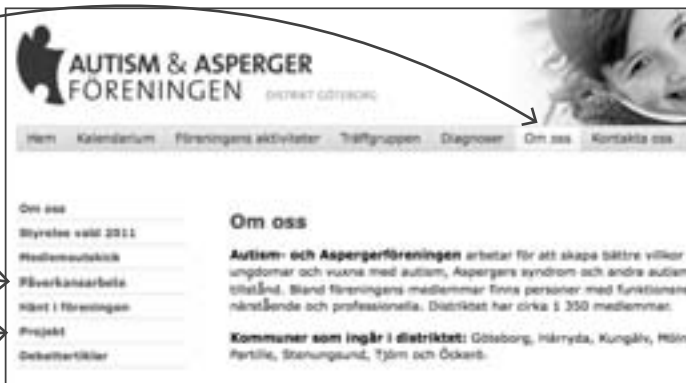 AUTISM & ASPERGER
FÖRENINGEN DISTRIKT GÖTEBORG
Hem Kalendarium Föreningens aktiviteter Träffgruppen Diagnoser Om oss Kontakta oss
Om oss
Styrelse vald 2011
Medlemsutskick
Påverkansarbete
Hänt i föreningen
Projekt
Debattartiklar
Om oss
Autism- och Aspergerföreningen arbetar för att skapa bättre villkor
ungdomar och vuxna med autism, Aspergers syndrom och andra autism
tillstånd. Bland föreningens medlemmar finns personer med funktionsne
närstående och professionella. Distriktet har cirka 1 350 medlemmar.
Kommuner som ingår i distriktet: Göteborg, Härryda, Kungälv, Möln
Partille, Stenungsund, Tjörn och Öckerö.